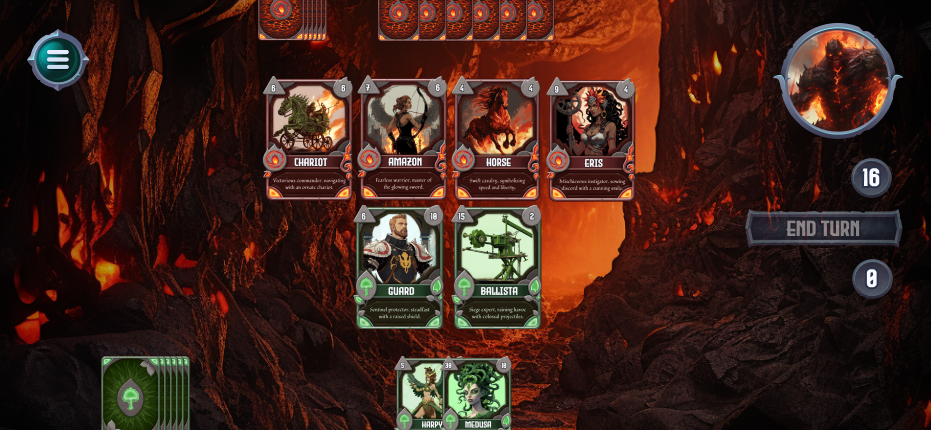 6 6
7 6
4 4
9 4
CHARIOT
Victorious commander, navigating
with an ornate chariot.
AMAZON
Fearless warrior, master of
the glowing sword.
HORSE
Swift cavalry, symbolizing
speed and liberty.
ERIS
Mischievous instigator, sowing
discord with a cunning smile.
16
END TURN
0
6 10
15 2
GUARD
Sentinel protector, steadfast
with a raised shield.
BALLISTA
Siege expert, raining havoc
with colossal projectiles.
5
38 18
HARPY
MEDUSA